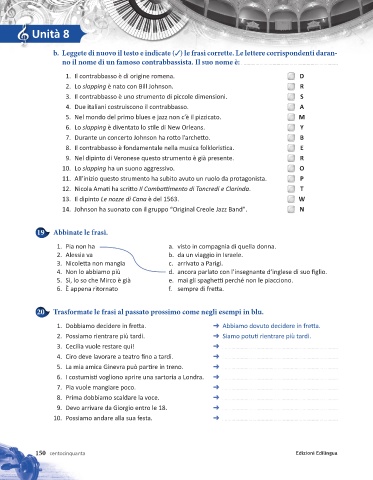 Unità 8
b. Leggete di nuovo il testo e indicate (✓) le frasi corrette. Le lettere corrispondenti daran-
no il nome di un famoso contrabbassista. Il suo nome è:
1. Il contrabbasso è di origine romena. D
2. Lo slapping è nato con Bill Johnson. R
3. Il contrabbasso è uno strumento di piccole dimensioni. S
4. Due italiani costruiscono il contrabbasso. A
5. Nel mondo del primo blues e jazz non c'è il pizzicato. M
6. Lo slapping è diventato lo stile di New Orleans. Y
7. Durante un concerto Johnson ha rotto l'archetto. B
8. Il contrabbasso è fondamentale nella musica folkloristica. E
9. Nel dipinto di Veronese questo strumento è già presente. R
10. Lo slapping ha un suono aggressivo. O
11. All'inizio questo strumento ha subito avuto un ruolo da protagonista. P
12. Nicola Amati ha scritto Il Combattimento di Tancredi e Clorinda. T
13. Il dipinto Le nozze di Cana è del 1563. W
14. Johnson ha suonato con il gruppo "Original Creole Jazz Band". N
19 Abbinate le frasi.
1. Pia non ha a. visto in compagnia di quella donna.
2. Alessia va b. da un viaggio in Israele.
3. Nicoletta non mangia c. arrivato a Parigi.
4. Non lo abbiamo più d. ancora parlato con l'insegnante d'inglese di suo figlio.
5. Sì, lo so che Mirco è già e. mai gli spaghetti perché non le piacciono.
6. È appena ritornato f. sempre di fretta.
20 Trasformate le frasi al passato prossimo come negli esempi in blu.
1. Dobbiamo decidere in fretta. ➔ Abbiamo dovuto decidere in fretta.
2. Possiamo rientrare più tardi. ➔ Siamo potuti rientrare più tardi.
3. Cecilia vuole restare qui! ➔
4. Ciro deve lavorare a teatro fino a tardi. ➔
5. La mia amica Ginevra può partire in treno. ➔
6. I costumisti vogliono aprire una sartoria a Londra. ➔
7. Pia vuole mangiare poco. ➔
8. Prima dobbiamo scaldare la voce. ➔
9. Devo arrivare da Giorgio entro le 18. ➔
10. Possiamo andare alla sua festa. ➔
150 centocinquanta Edizioni Edilingua